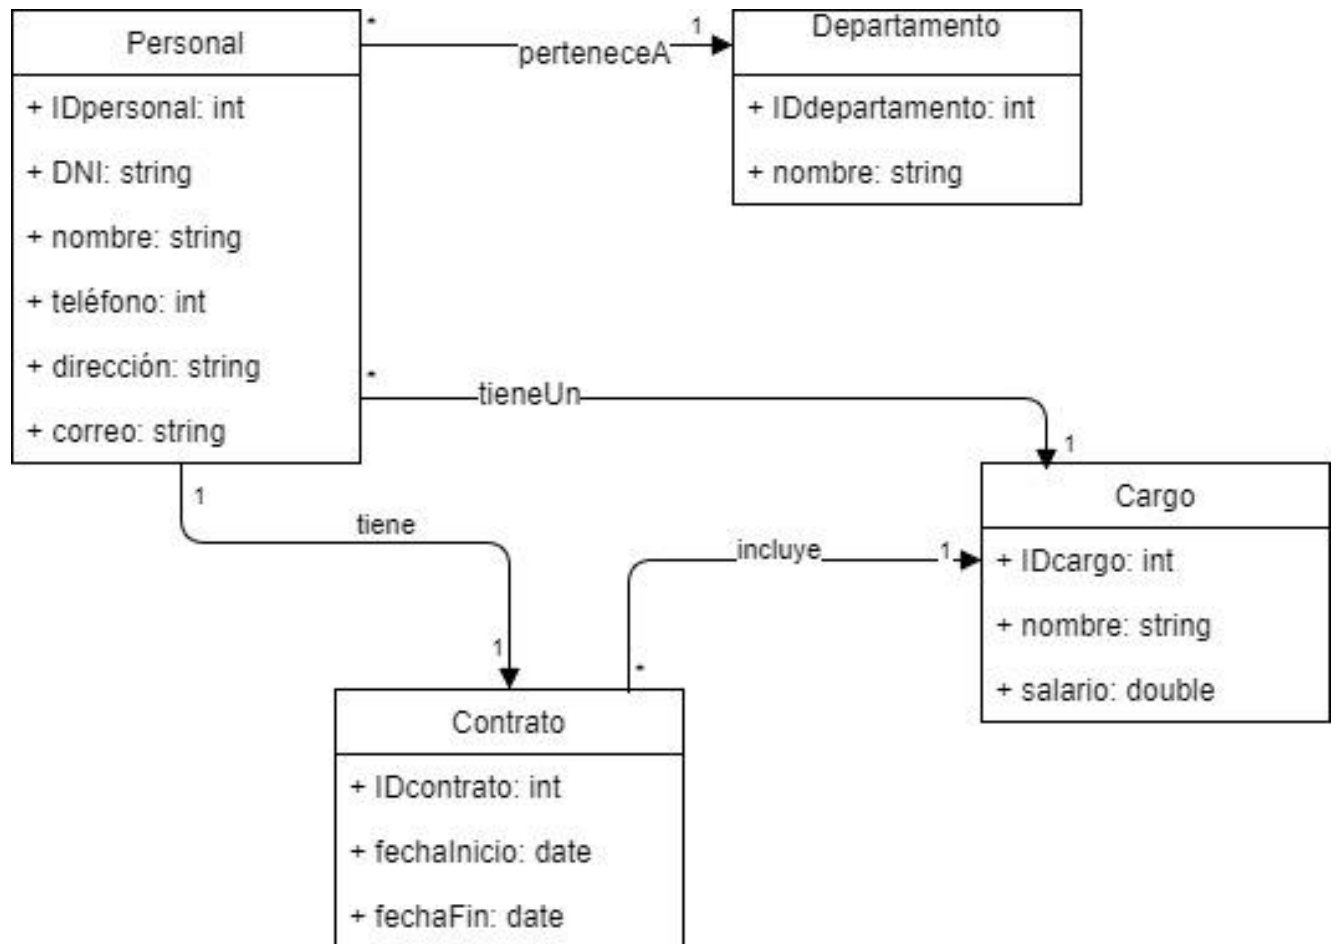 Personal
+ IDpersonal: int
+ DNI: string
+ nombre: string
+ teléfono: int
+ dirección: string
+ correo: string
*
perteneceA
1
Departamento
+ IDdepartamento: int
+ nombre: string
*
tieneUn
1
Cargo
+ IDcargo: int
+ nombre: string
+ salario: double
1
tiene
1
*
incluye
1
Contrato
+ IDcontrato: int
+ fechaInicio: date
+ fechaFin: date